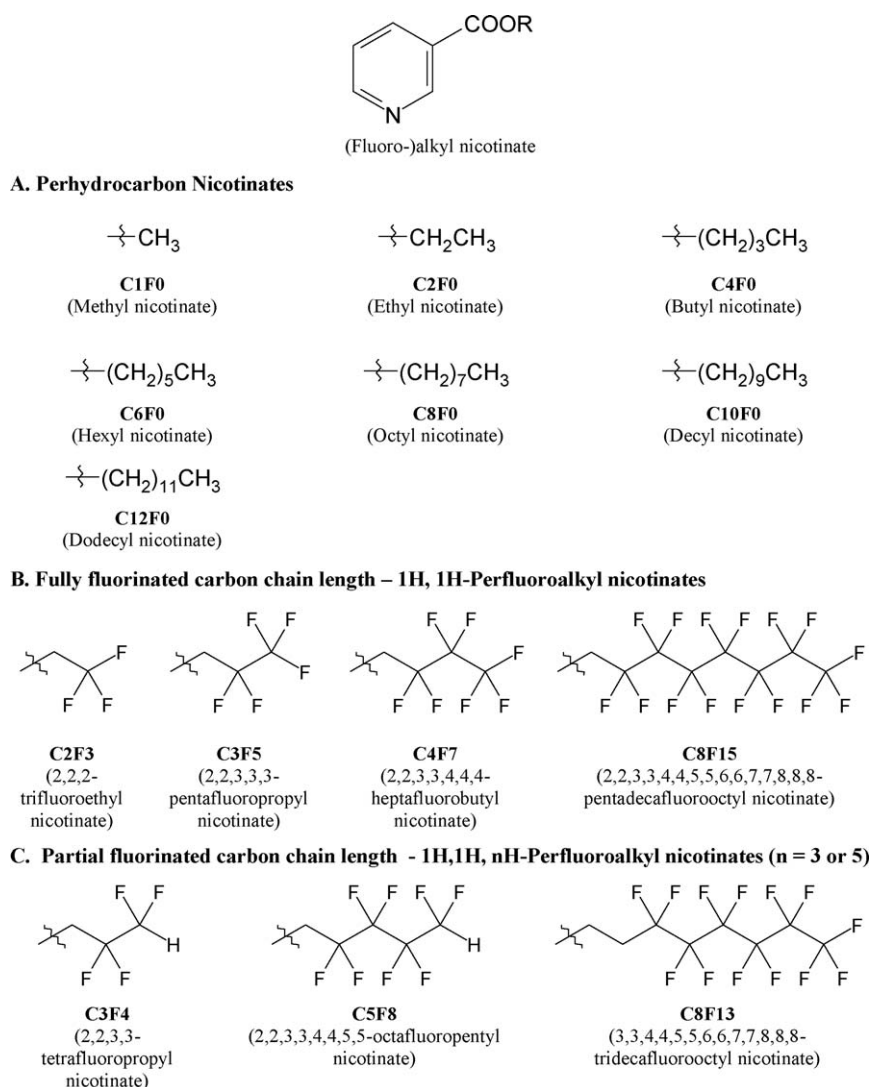 COOR
N
(Fluoro-)alkyl nicotinate
A. Perhydrocarbon Nicotinates
CH3 CH2CH3 (CH2)3CH3
C1F0 C2F0 C4F0
(Methyl nicotinate) (Ethyl nicotinate) (Butyl nicotinate)
(CH2)5CH3 (CH2)7CH3 (CH2)9CH3
C6F0 C8F0 C10F0
(Hexyl nicotinate) (Octyl nicotinate) (Decyl nicotinate)
(CH2)11CH3
C12F0
(Dodecyl nicotinate)
B. Fully fluorinated carbon chain length – 1H, 1H-Perfluoroalkyl nicotinates
F F F F F F F F F F
F F F F
F F F F F F F F F F F F F F F F
C2F3 C3F5 C4F7 C8F15
(2,2,2- (2,2,3,3,3- (2,2,3,3,4,4,4- (2,2,3,3,4,4,5,5,6,6,7,7,8,8,8-
trifluoroethyl pentafluoropropyl heptafluorobutyl pentadecafluorooctyl nicotinate)
nicotinate) nicotinate) nicotinate)
C. Partial fluorinated carbon chain length - 1H,1H, nH-Perfluoroalkyl nicotinates (n = 3 or 5)
F F F F F F F F F F F F
H H F
F F F F F F F F F F F F
C3F4 C5F8 C8F13
(2,2,3,3- (2,2,3,3,4,4,5,5-octafluoropentyl (3,3,4,4,5,5,6,6,7,7,8,8,8-
tetrafluoropropyl nicotinate) tridecafluorooctyl nicotinate)
nicotinate)